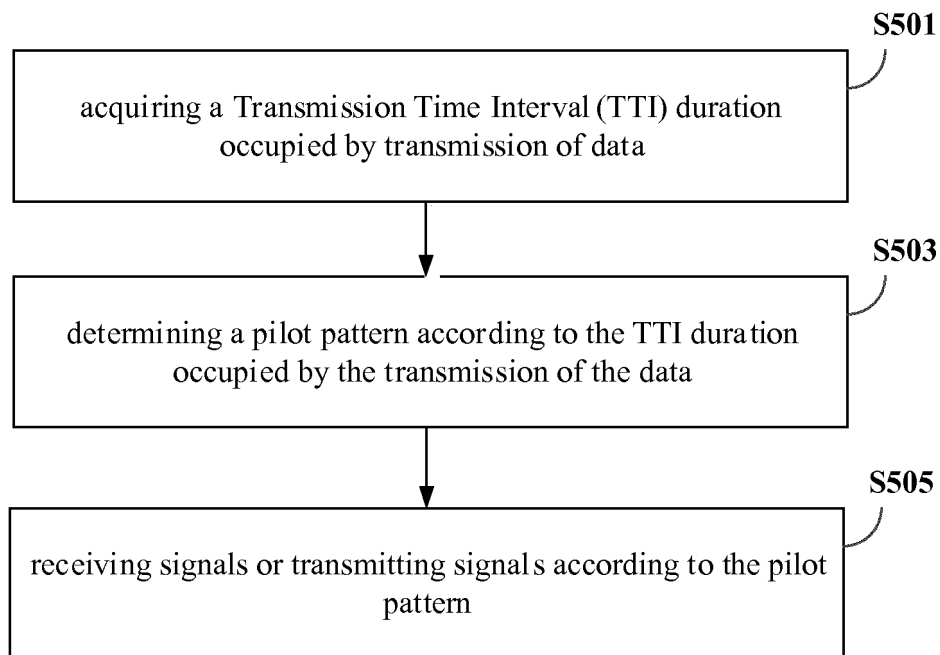 S501
acquiring a Transmission Time Interval (TTI) duration
occupied by transmission of data
S503
determining a pilot pattern according to the TTI duration
occupied by the transmission of the data
S505
receiving signals or transmitting signals according to the pilot
pattern